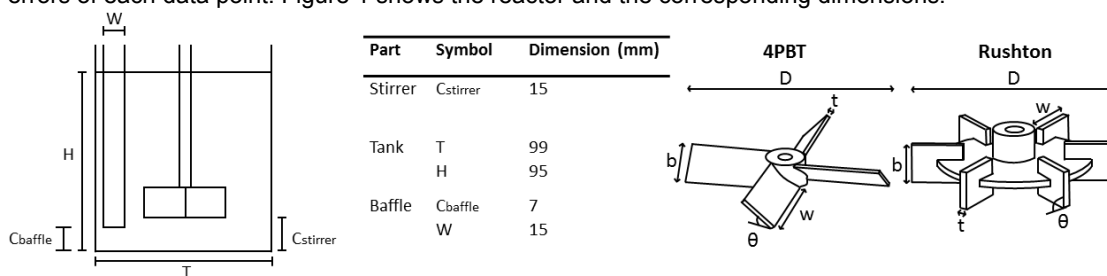 errors of each data point. Figure 1 shows the reactor and the corresponding dimensions.
W
H
Cbaffle
Cstirrer
T
Part Symbol Dimension (mm)
Stirrer Cstirrer 15
Tank T 99
H 95
Baffle Cbaffle 7
W 15
4PBT
D
t
b
w
θ
Rushton
D
w
b
t
θ